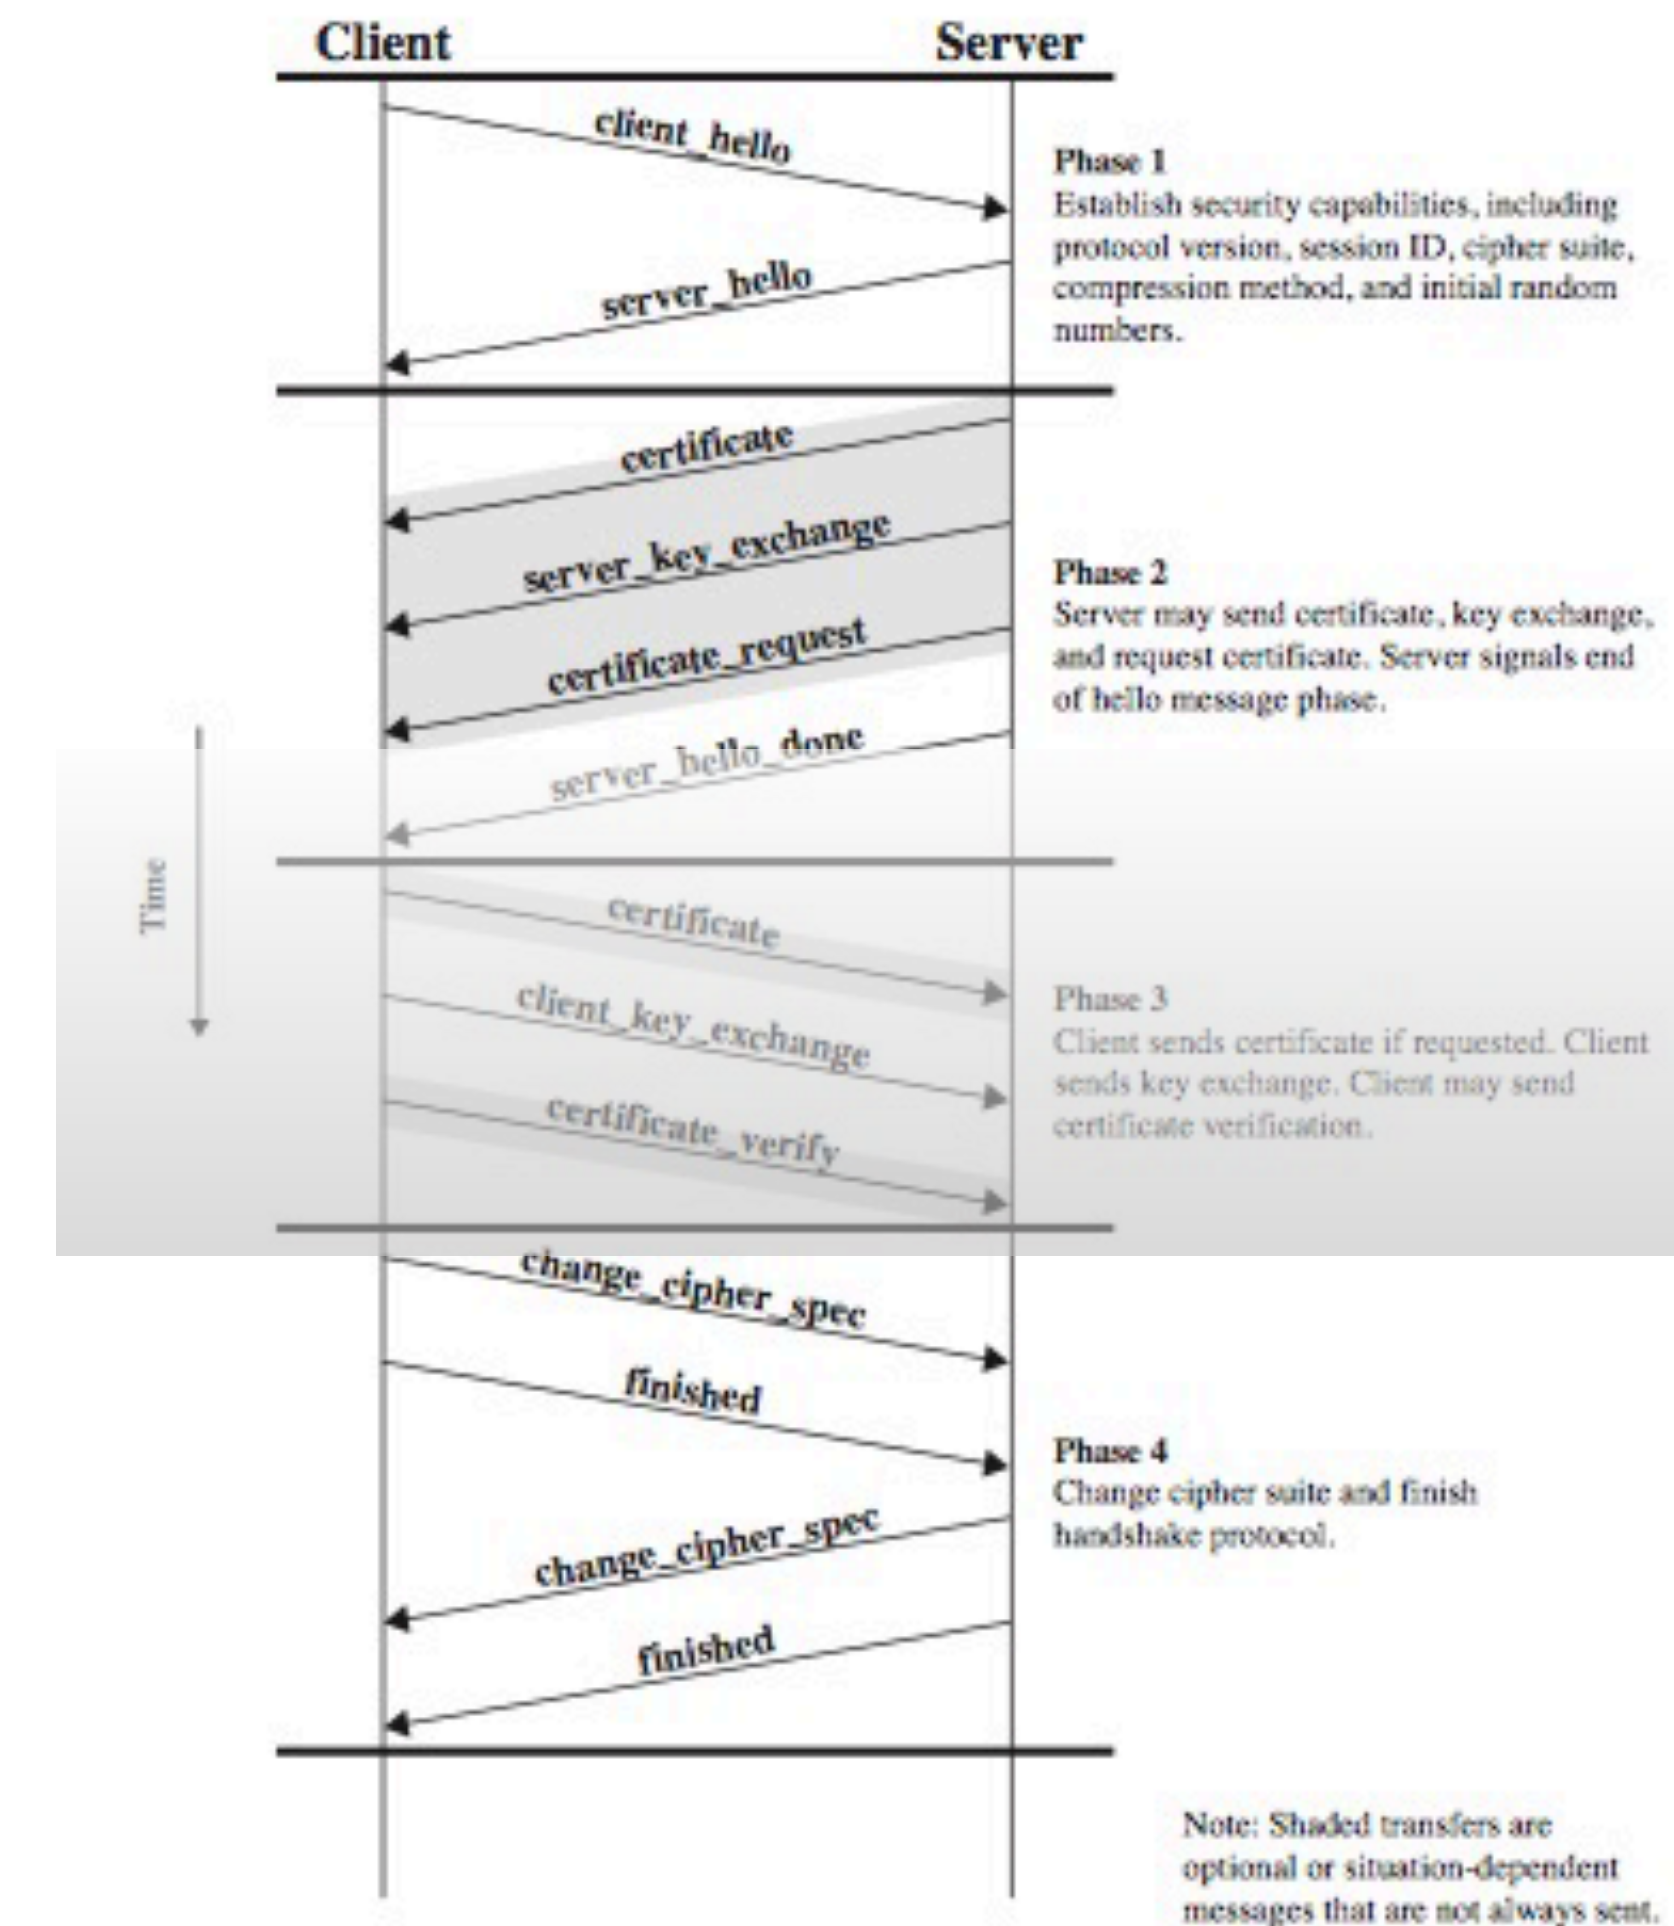 Client
Server
client_hello
Phase 1
Establish security capabilities, including
protocol version, session ID, cipher suite,
compression method, and initial random
numbers.
server_hello
certificate
server_key_exchange
certificate_request
Phase 2
Server may send certificate, key exchange,
and request certificate. Server signals end
of hello message phase.
server_hello_done
Time
certificate
client_key_exchange
certificate_verify
Phase 3
Client sends certificate if requested. Client
sends key exchange. Client may send
certificate verification.
change_cipher_spec
finished
change_cipher_spec
finished
Phase 4
Change cipher suite and finish
handshake protocol.
Note: Shaded transfers are
optional or situation-dependent
messages that are not always sent.